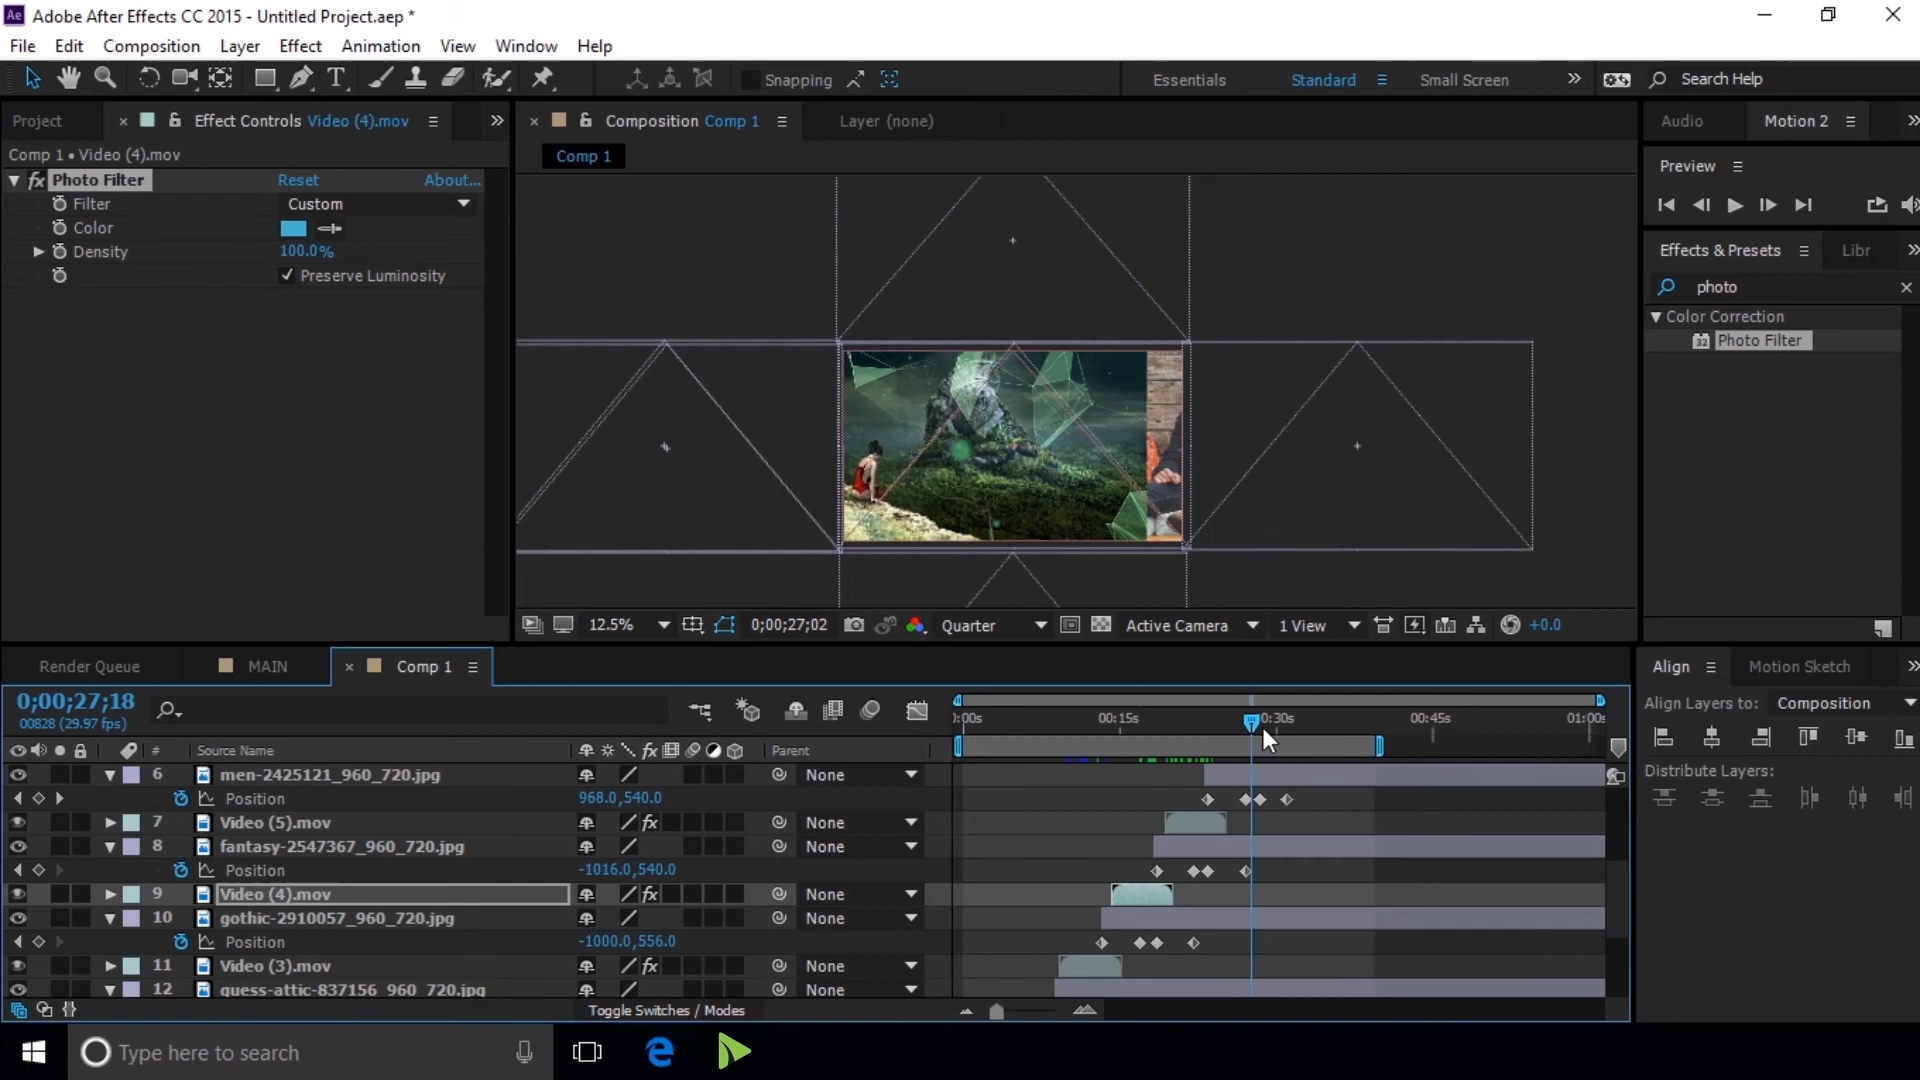 Ae Adobe After Effects CC 2015 - Untitled Project.aep *
File Edit Composition Layer Effect Animation View Window Help
T Snapping Essentials Standard Small Screen Search Help
Project Effect Controls Video (4).mov Composition Comp 1 Layer (none) Audio Motion 2
Comp 1 • Video (4).mov Comp 1
fx Photo Filter Reset About... Preview
Filter Custom
Color
Density 100.0% Effects & Presets Libr
Preserve Luminosity
photo
Color Correction
32 Photo Filter
12.5% 0;00;27;02 Quarter Active Camera 1 View +0.0
Render Queue MAIN Comp 1 Align Motion Sketch
0;00;27;18
00828 (29.97 fps)
Align Layers to: Composition
):00s 00:15s 0:30s 00:45s 01:00s
# Source Name fx Parent
Distribute Layers:
6 men-2425121_960_720.jpg None
Position 968.0,540.0
7 Video (5).mov fx None
8 fantasy-2547367_960_720.jpg None
Position -1016.0,540.0
9 Video (4).mov fx None
10 gothic-2910057_960_720.jpg None
Position -1000.0,556.0
11 Video (3).mov fx None
12 guess-attic-837156_960_720.jpg None
Toggle Switches / Modes
Type here to search